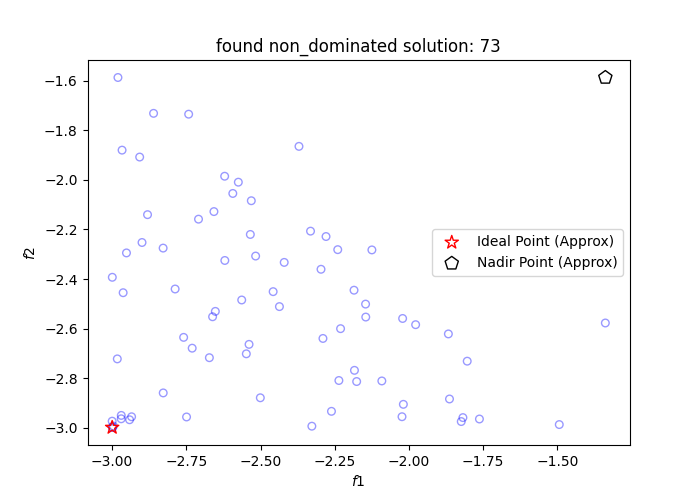 found non_dominated solution: 73
−1.6
−1.8
−2.0
−2.2
−2.4
−2.6
−2.8
−3.0
f2
Ideal Point (Approx)
Nadir Point (Approx)
−3.00 −2.75 −2.50 −2.25 −2.00 −1.75 −1.50
f1